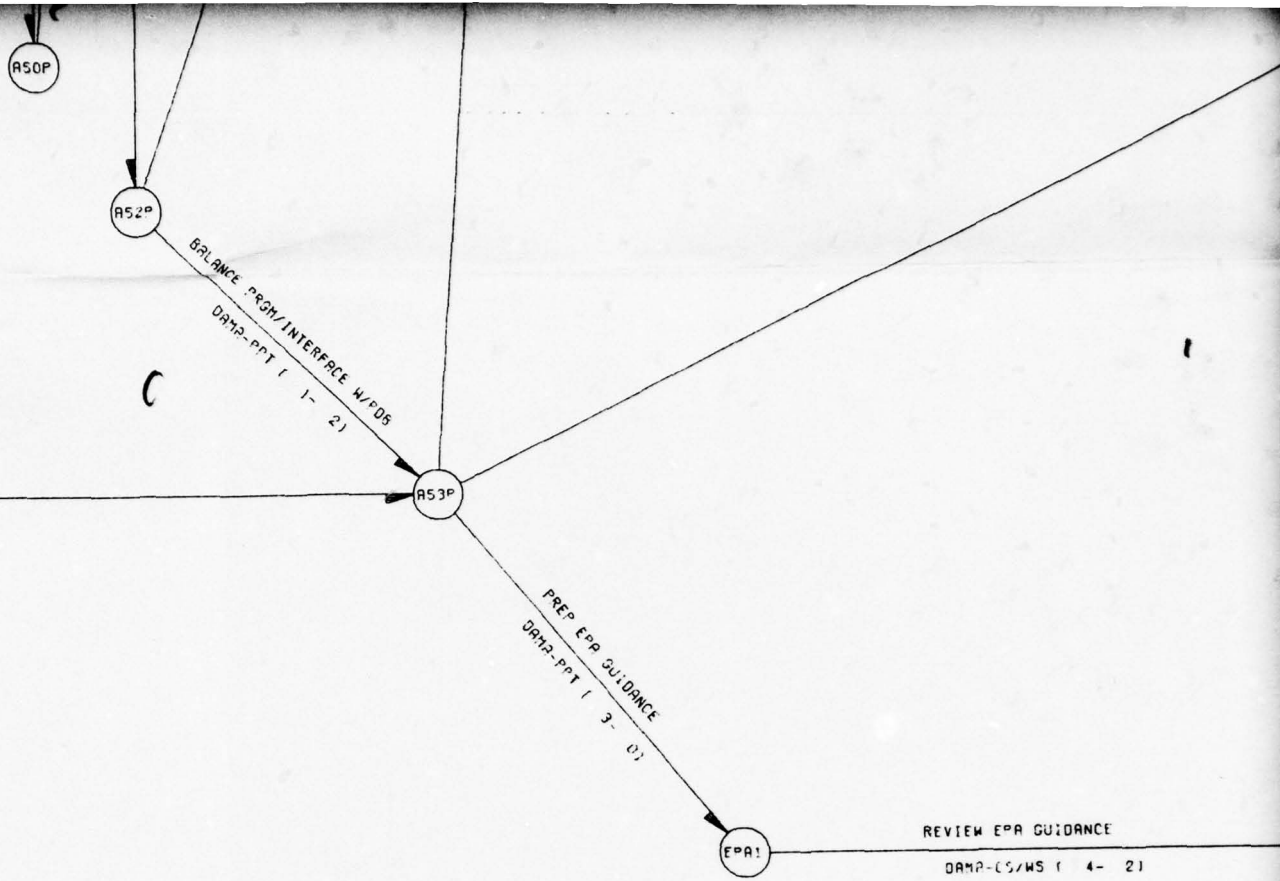 A50P
A52P
BALANCE PRGM/INTERFACE W/PDG
DAMA-PPT ( 1- 2)
A53P
PREP EPA GUIDANCE
DAMA-PPT ( 3- 0)
EPA1
REVIEW EPA GUIDANCE
DAMA-CS/WS ( 4- 2)